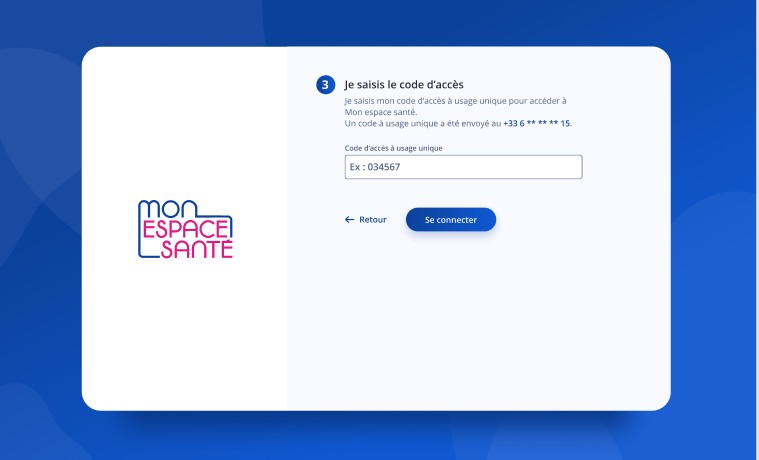 mon
ESPACE
SANTÉ
3 Je saisis le code d'accès
Je saisis mon code d'accès à usage unique pour accéder à
Mon espace santé.
Un code à usage unique a été envoyé au +33 6 ** ** ** 15.
Code d'accès à usage unique
Ex : 034567
← Retour Se connecter